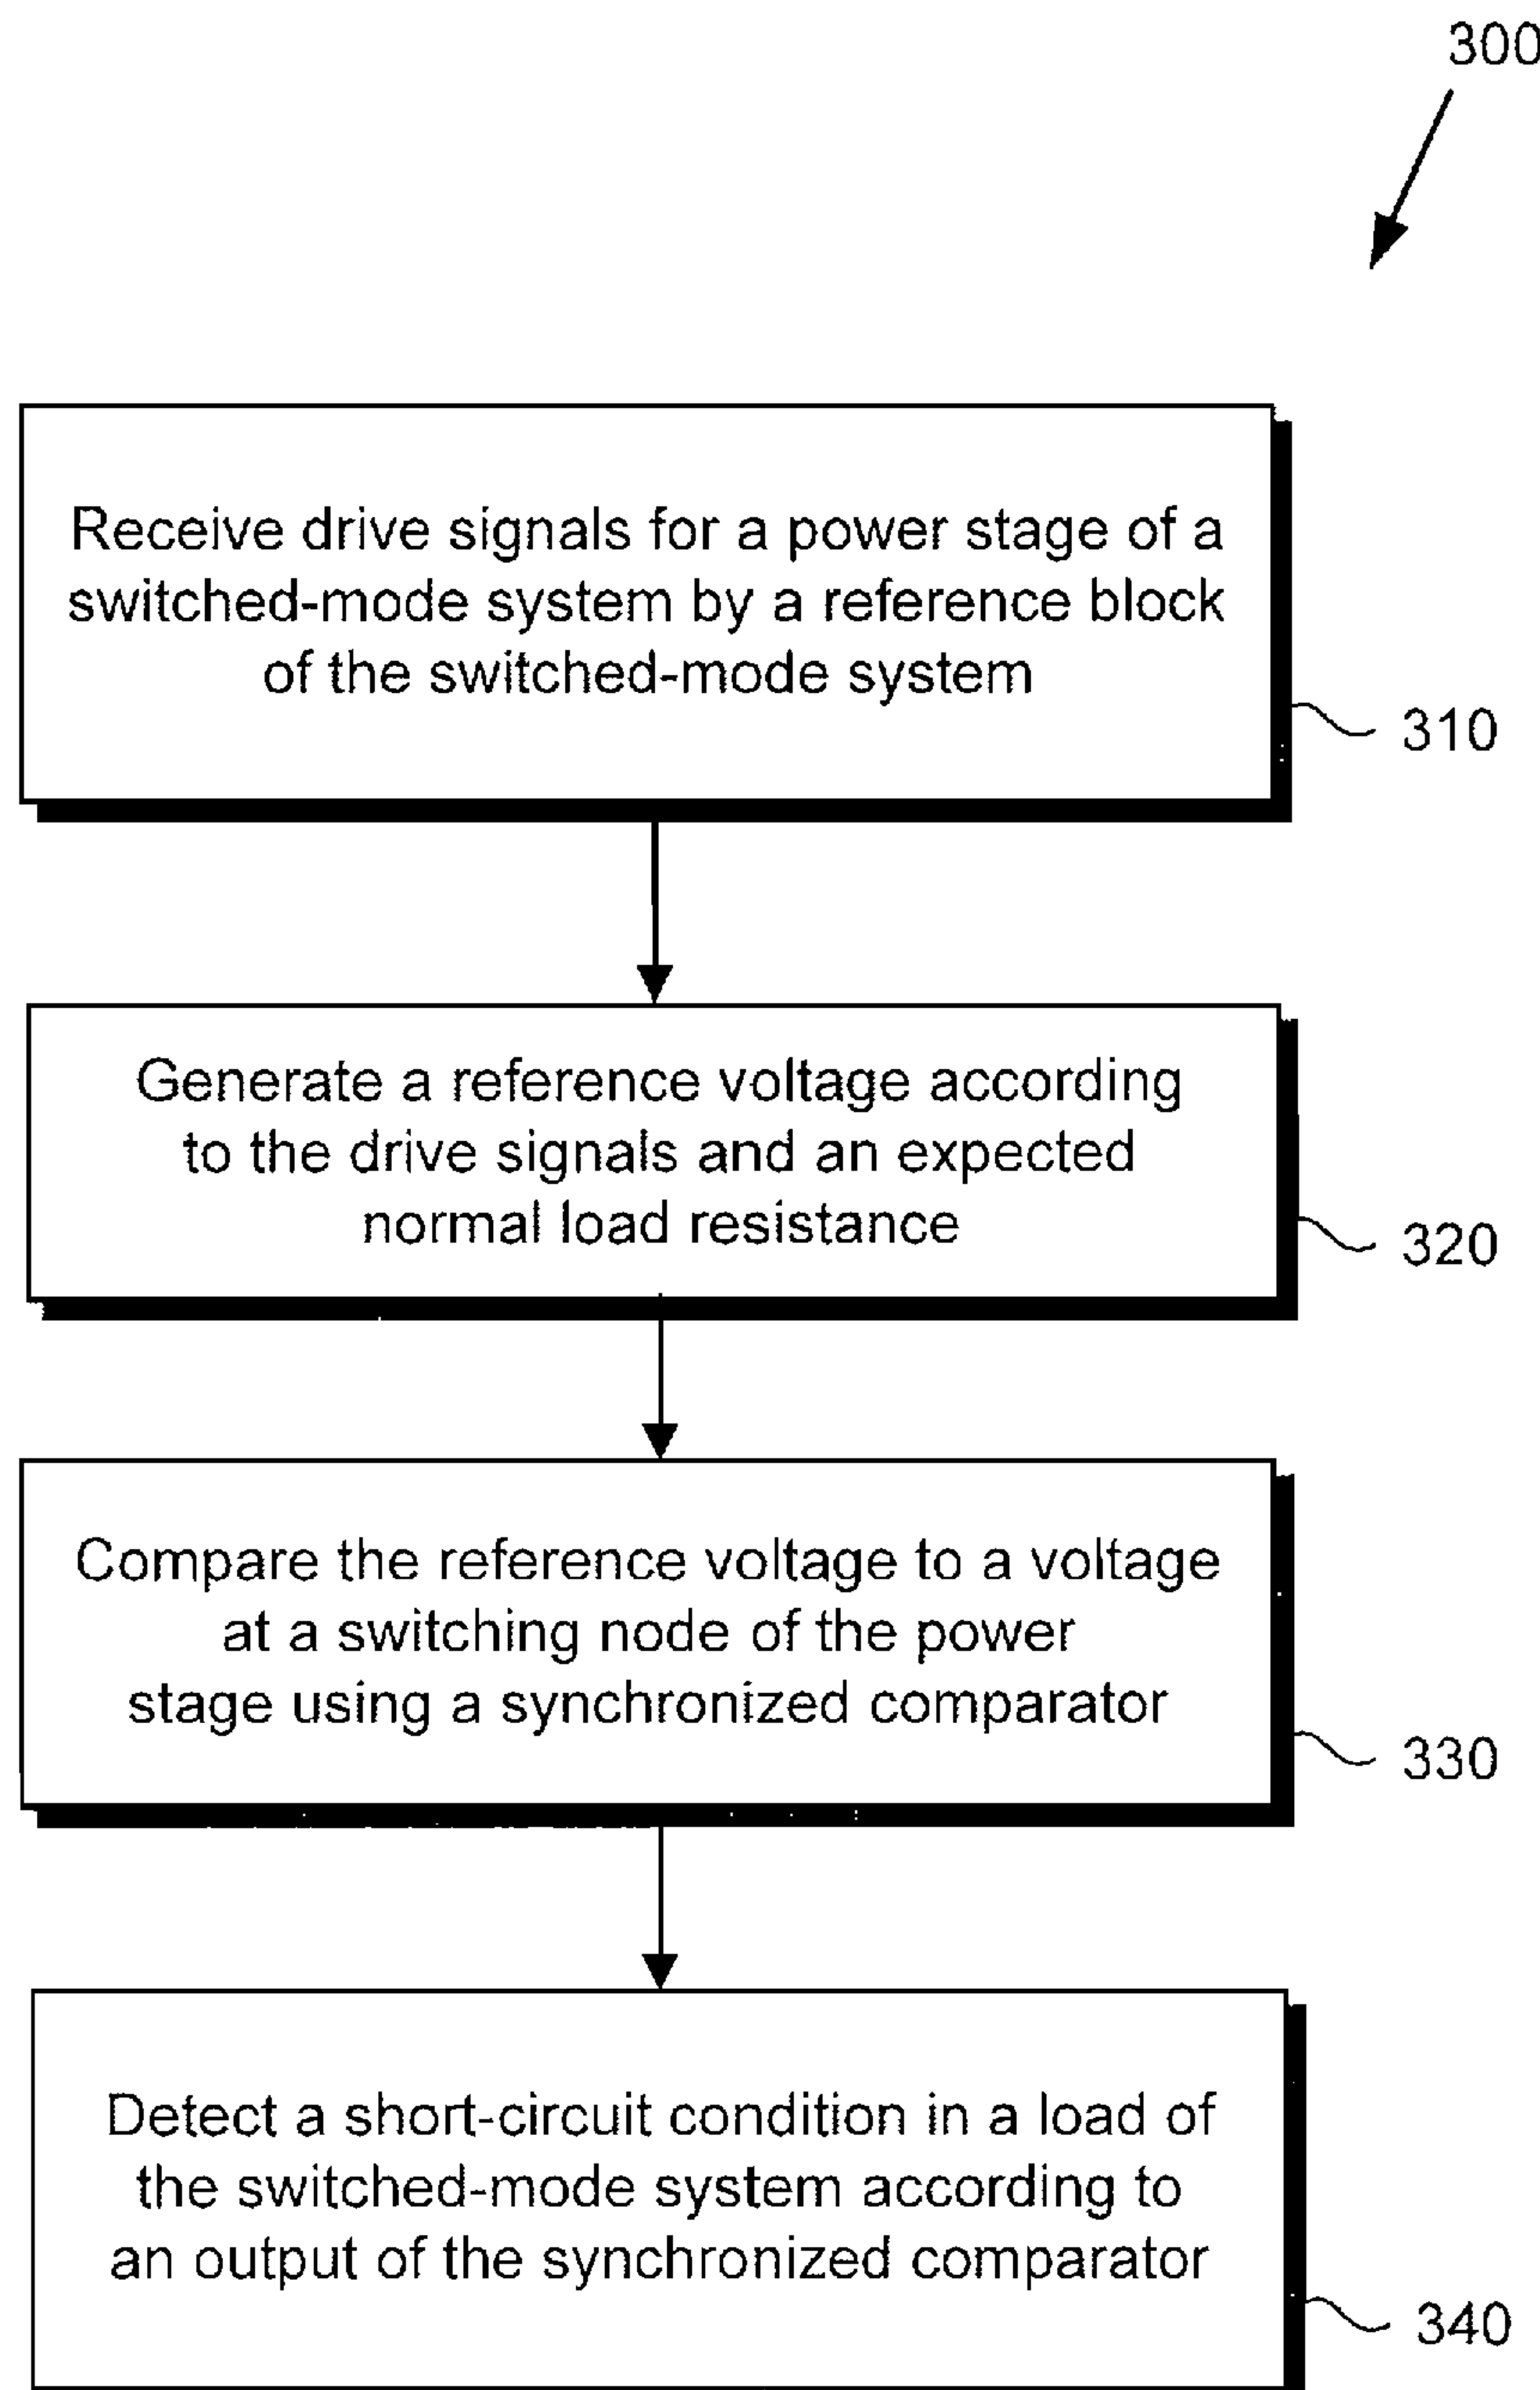 300
Receive drive signals for a power stage of a
switched-mode system by a reference block
of the switched-mode system
310
Generate a reference voltage according
to the drive signals and an expected
normal load resistance
320
Compare the reference voltage to a voltage
at a switching node of the power
stage using a synchronized comparator
330
Detect a short-circuit condition in a load of
the switched-mode system according to
an output of the synchronized comparator
340